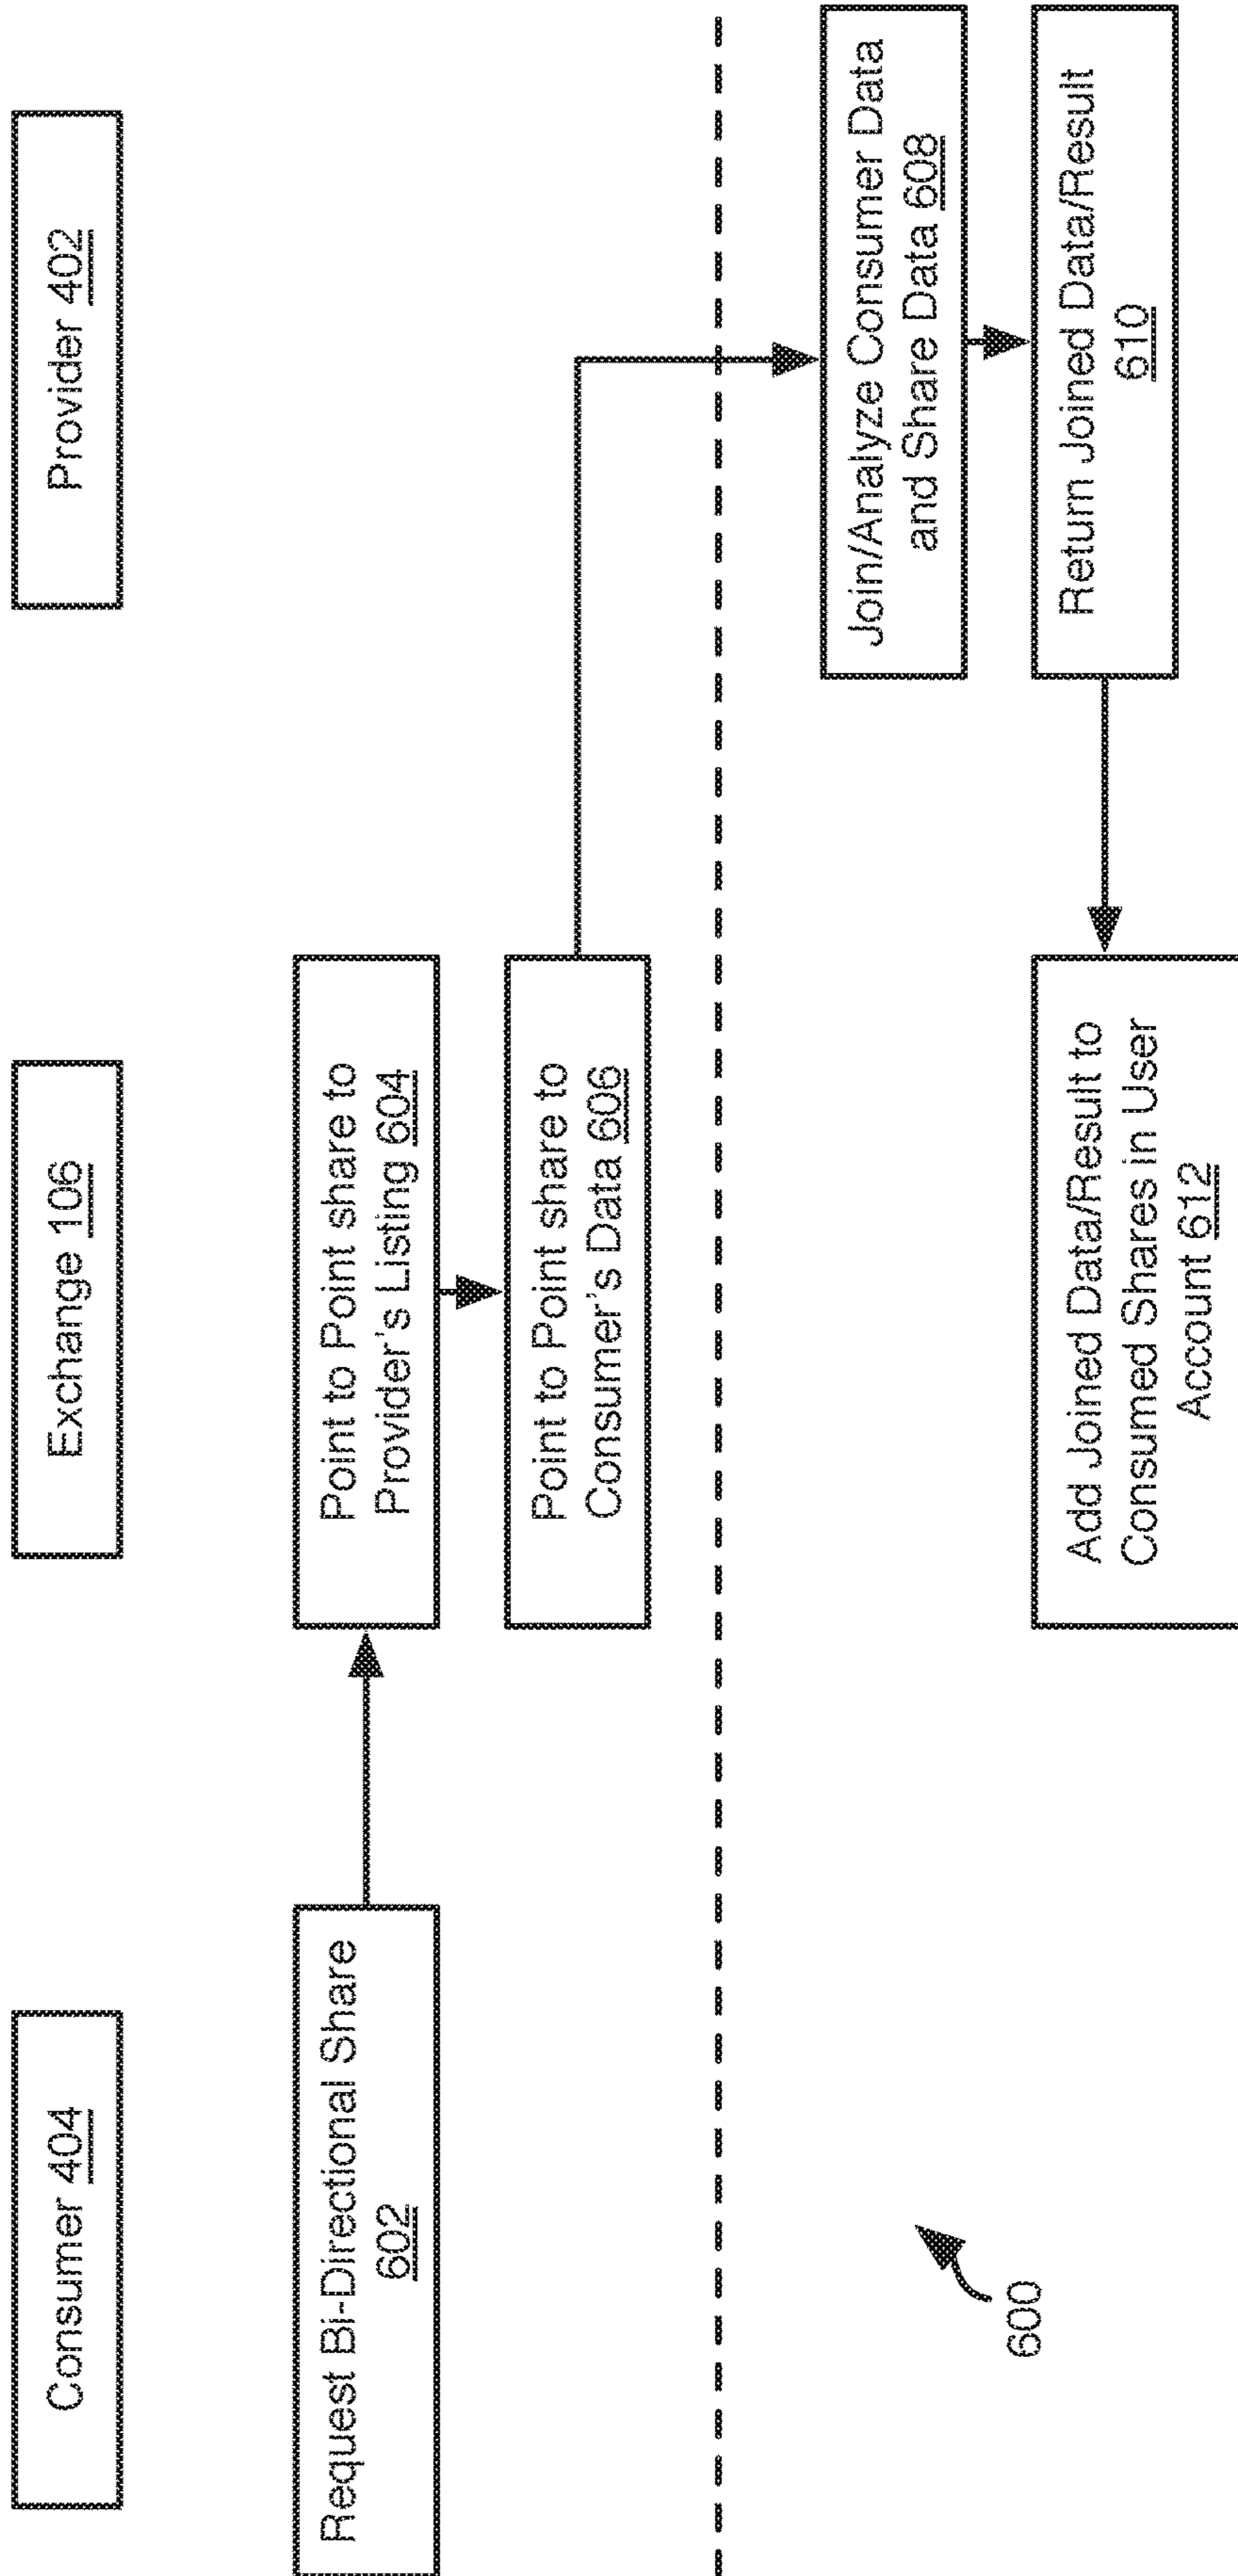 Consumer 404
Exchange 106
Provider 402
Request Bi-Directional Share
602
Point to Point share to
Provider's Listing 604
Point to Point share to
Consumer's Data 606
Join/Analyze Consumer Data
and Share Data 608
Return Joined Data/Result
610
Add Joined Data/Result to
Consumed Shares in User
Account 612
600